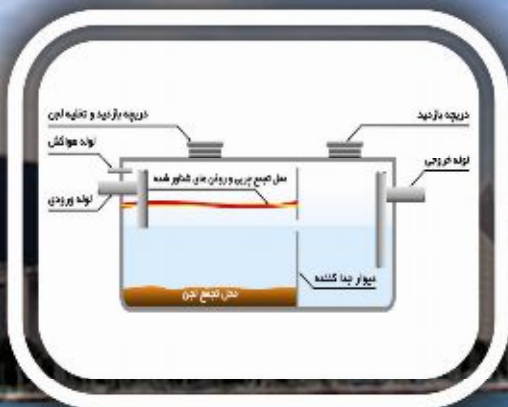 دریچه بازدید
دریچه بازدید و تخلیه لجن
لوله هواکش
لوله خروجی
محل تجمع چربی و روغن های شناور شده
لوله ورودی
دیوار جدا کننده
محل تجمع لجن